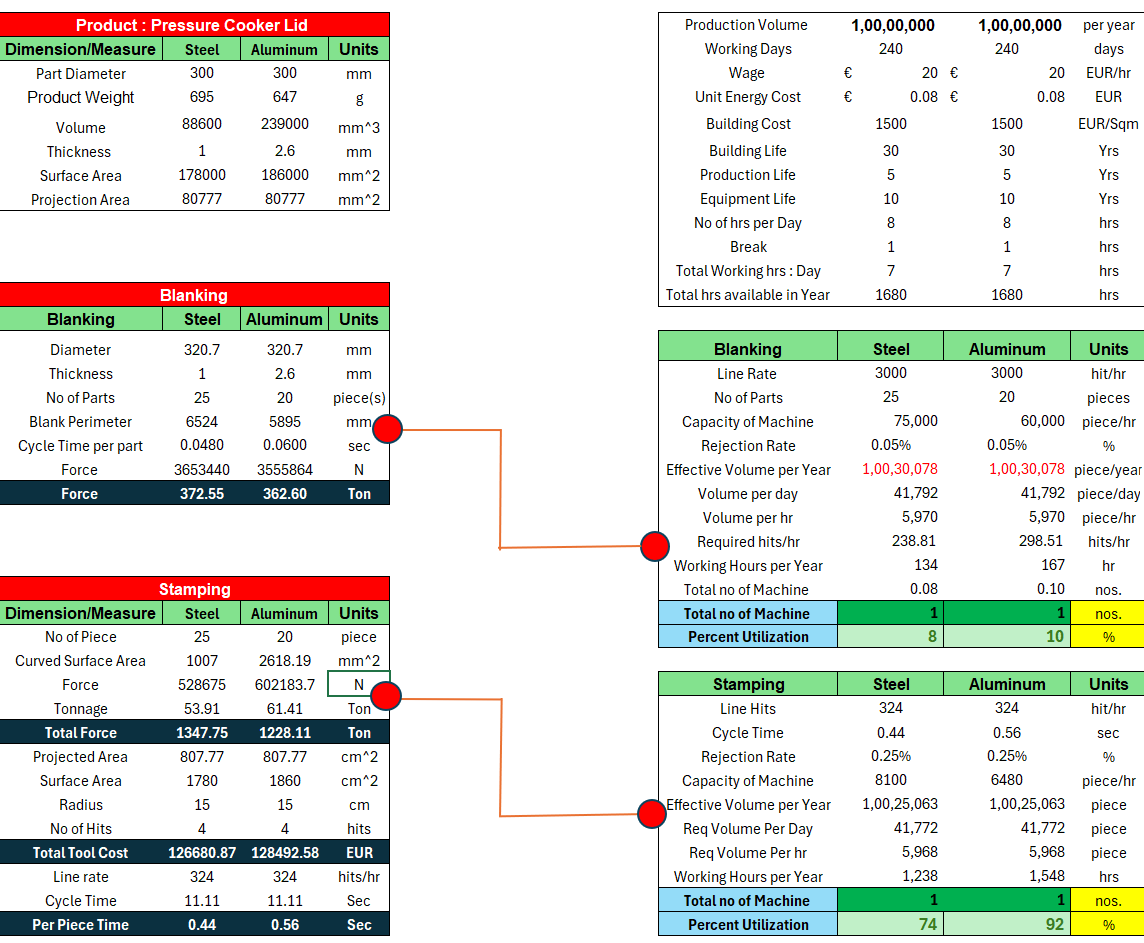 Product : Pressure Cooker Lid
Dimension/Measure Steel Aluminum Units
Part Diameter 300 300 mm
Product Weight 695 647 g
Volume 88600 239000 mm^3
Thickness 1 2.6 mm
Surface Area 178000 186000 mm^2
Projection Area 80777 80777 mm^2
Blanking
Blanking Steel Aluminum Units
Diameter 320.7 320.7 mm
Thickness 1 2.6 mm
No of Parts 25 20 piece(s)
Blank Perimeter 6524 5895 mm
Cycle Time per part 0.0480 0.0600 sec
Force 3653440 3555864 N
Force 372.55 362.60 Ton
Stamping
Dimension/Measure Steel Aluminum Units
No of Piece 25 20 piece
Curved Surface Area 1007 2618.19 mm^2
Force 528675 602183.7 N
Tonnage 53.91 61.41 Ton
Total Force 1347.75 1228.11 Ton
Projected Area 807.77 807.77 cm^2
Surface Area 1780 1860 cm^2
Radius 15 15 cm
No of Hits 4 4 hits
Total Tool Cost 126680.87 128492.58 EUR
Line rate 324 324 hits/hr
Cycle Time 11.11 11.11 Sec
Per Piece Time 0.44 0.56 Sec
Production Volume 1,00,00,000 1,00,00,000 per year
Working Days 240 240 days
Wage € 20 € 20 EUR/hr
Unit Energy Cost € 0.08 € 0.08 EUR
Building Cost 1500 1500 EUR/Sqm
Building Life 30 30 Yrs
Production Life 5 5 Yrs
Equipment Life 10 10 Yrs
No of hrs per Day 8 8 hrs
Break 1 1 hrs
Total Working hrs : Day 7 7 hrs
Total hrs available in Year 1680 1680 hrs
Blanking Steel Aluminum Units
Line Rate 3000 3000 hit/hr
No of Parts 25 20 pieces
Capacity of Machine 75,000 60,000 piece/hr
Rejection Rate 0.05% 0.05% %
Effective Volume per Year 1,00,30,078 1,00,30,078 piece/year
Volume per day 41,792 41,792 piece/day
Volume per hr 5,970 5,970 piece/hr
Required hits/hr 238.81 298.51 hits/hr
Working Hours per Year 134 167 hr
Total no of Machine 0.08 0.10 nos.
Total no of Machine 1 1 nos.
Percent Utilization 8 10 %
Stamping Steel Aluminum Units
Line Hits 324 324 hit/hr
Cycle Time 0.44 0.56 sec
Rejection Rate 0.25% 0.25% %
Capacity of Machine 8100 6480 piece/hr
Effective Volume per Year 1,00,25,063 1,00,25,063 piece
Req Volume Per Day 41,772 41,772 piece
Req Volume Per hr 5,968 5,968 piece
Working Hours per Year 1,238 1,548 hrs
Total no of Machine 1 1 nos.
Percent Utilization 74 92 %